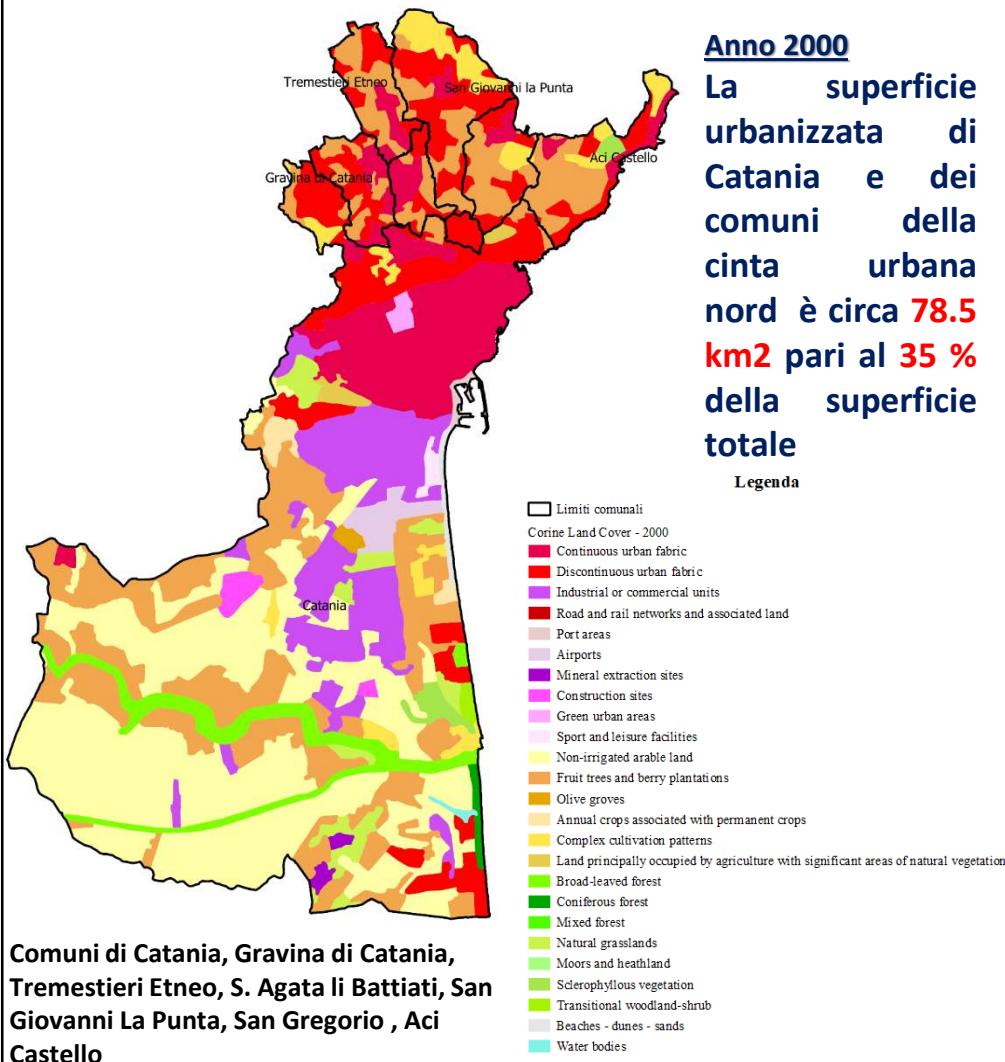 Anno 2000
La superficie
urbanizzata di
Catania e dei
comuni della
cinta urbana
nord è circa 78.5
km2 pari al 35 %
della superficie
totale
Tremestieri Etneo
San Giovanni la Punta
Aci Castello
Gravina di Catania
Catania
Legenda
Limiti comunali
Corine Land Cover - 2000
Continuous urban fabric
Discontinuous urban fabric
Industrial or commercial units
Road and rail networks and associated land
Port areas
Airports
Mineral extraction sites
Construction sites
Green urban areas
Sport and leisure facilities
Non-irrigated arable land
Fruit trees and berry plantations
Olive groves
Annual crops associated with permanent crops
Complex cultivation patterns
Land principally occupied by agriculture with significant areas of natural vegetation
Broad-leaved forest
Coniferous forest
Mixed forest
Natural grasslands
Moors and heathland
Sclerophyllous vegetation
Transitional woodland-shrub
Beaches - dunes - sands
Water bodies
Comuni di Catania, Gravina di Catania,
Tremestieri Etneo, S. Agata li Battiati, San
Giovanni La Punta, San Gregorio , Aci
Castello